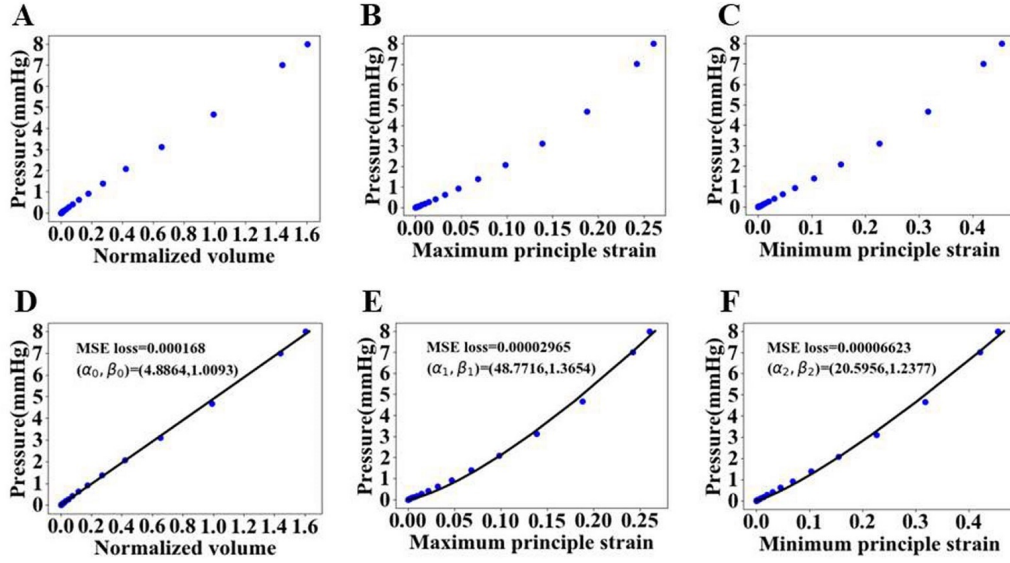 A
B
C
Pressure(mmHg)
8
7
6
5
4
3
2
1
0
0.0 0.2 0.4 0.6 0.8 1.0 1.2 1.4 1.6
Normalized volume
Pressure(mmHg)
8
7
6
5
4
3
2
1
0
0.00 0.05 0.10 0.15 0.20 0.25
Maximum principle strain
Pressure(mmHg)
8
7
6
5
4
3
2
1
0
0.0 0.1 0.2 0.3 0.4
Minimum principle strain
D
E
F
Pressure(mmHg)
8
7
6
5
4
3
2
1
0
MSE loss=0.000168
(α₀, β₀)=(4.8864,1.0093)
0.0 0.2 0.4 0.6 0.8 1.0 1.2 1.4 1.6
Normalized volume
Pressure(mmHg)
8
7
6
5
4
3
2
1
0
MSE loss=0.00002965
(α₁, β₁)=(48.7716,1.3654)
0.00 0.05 0.10 0.15 0.20 0.25
Maximum principle strain
Pressure(mmHg)
8
7
6
5
4
3
2
1
0
MSE loss=0.00006623
(α₂, β₂)=(20.5956,1.2377)
0.0 0.1 0.2 0.3 0.4
Minimum principle strain